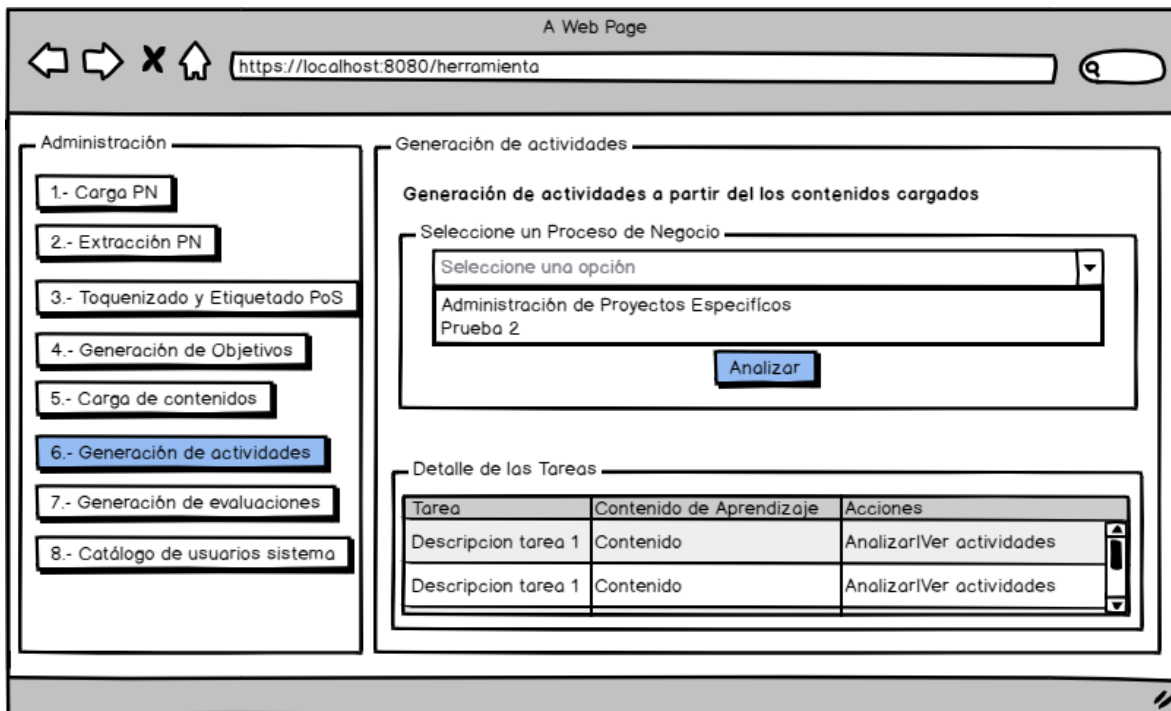 A Web Page
https://localhost:8080/herramienta
Administración
1.- Carga PN
2.- Extracción PN
3.- Toquenizado y Etiquetado PoS
4.- Generación de Objetivos
5.- Carga de contenidos
6.- Generación de actividades
7.- Generación de evaluaciones
8.- Catálogo de usuarios sistema
Generación de actividades
Generación de actividades a partir del los contenidos cargados
Seleccione un Proceso de Negocio
Seleccione una opción
Administración de Proyectos Especifícos
Prueba 2
Analizar
Detalle de las Tareas
Tarea Contenido de Aprendizaje Acciones
Descripcion tarea 1 Contenido Analizar|Ver actividades
Descripcion tarea 1 Contenido Analizar|Ver actividades